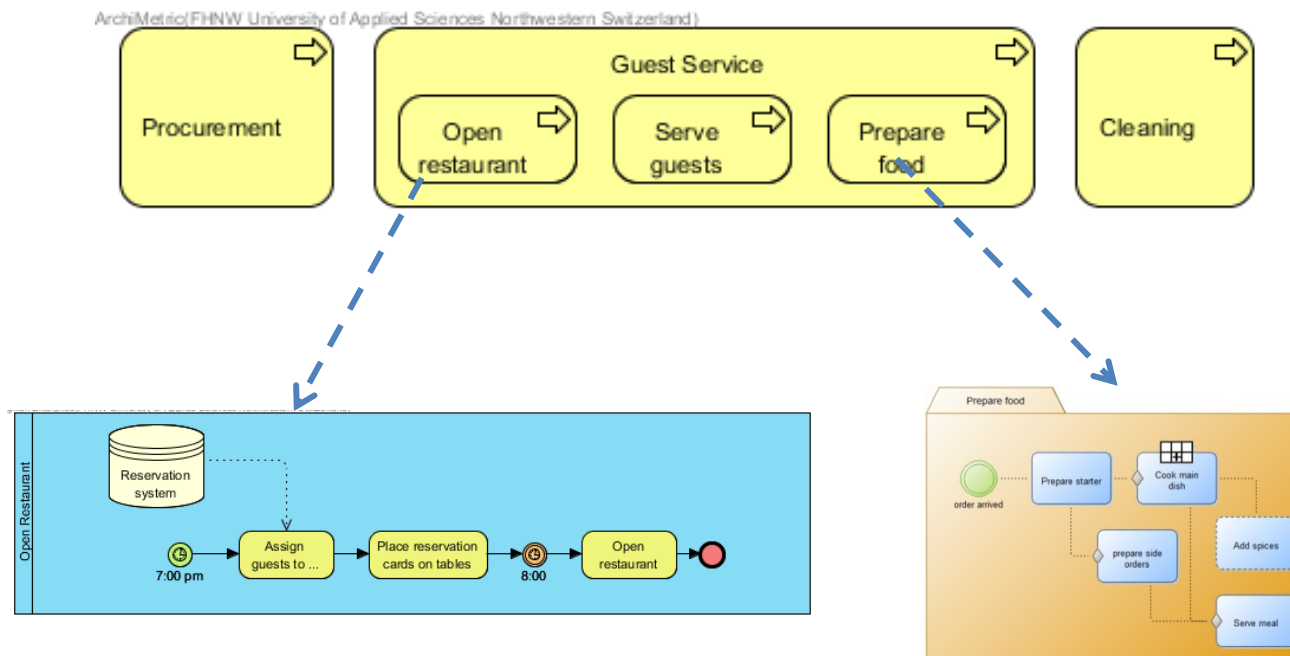 ArchiMetric(FHNW University of Applied Sciences Northwestern Switzerland)
Procurement
Guest Service
Open
restaurant
Serve
guests
Prepare
food
Cleaning
Open Restaurant
Reservation
system
7:00 pm
Assign
guests to ...
Place reservation
cards on tables
8:00
Open
restaurant
Prepare food
order arrived
Prepare starter
Cook main
dish
prepare side
orders
Add spices
Serve meal